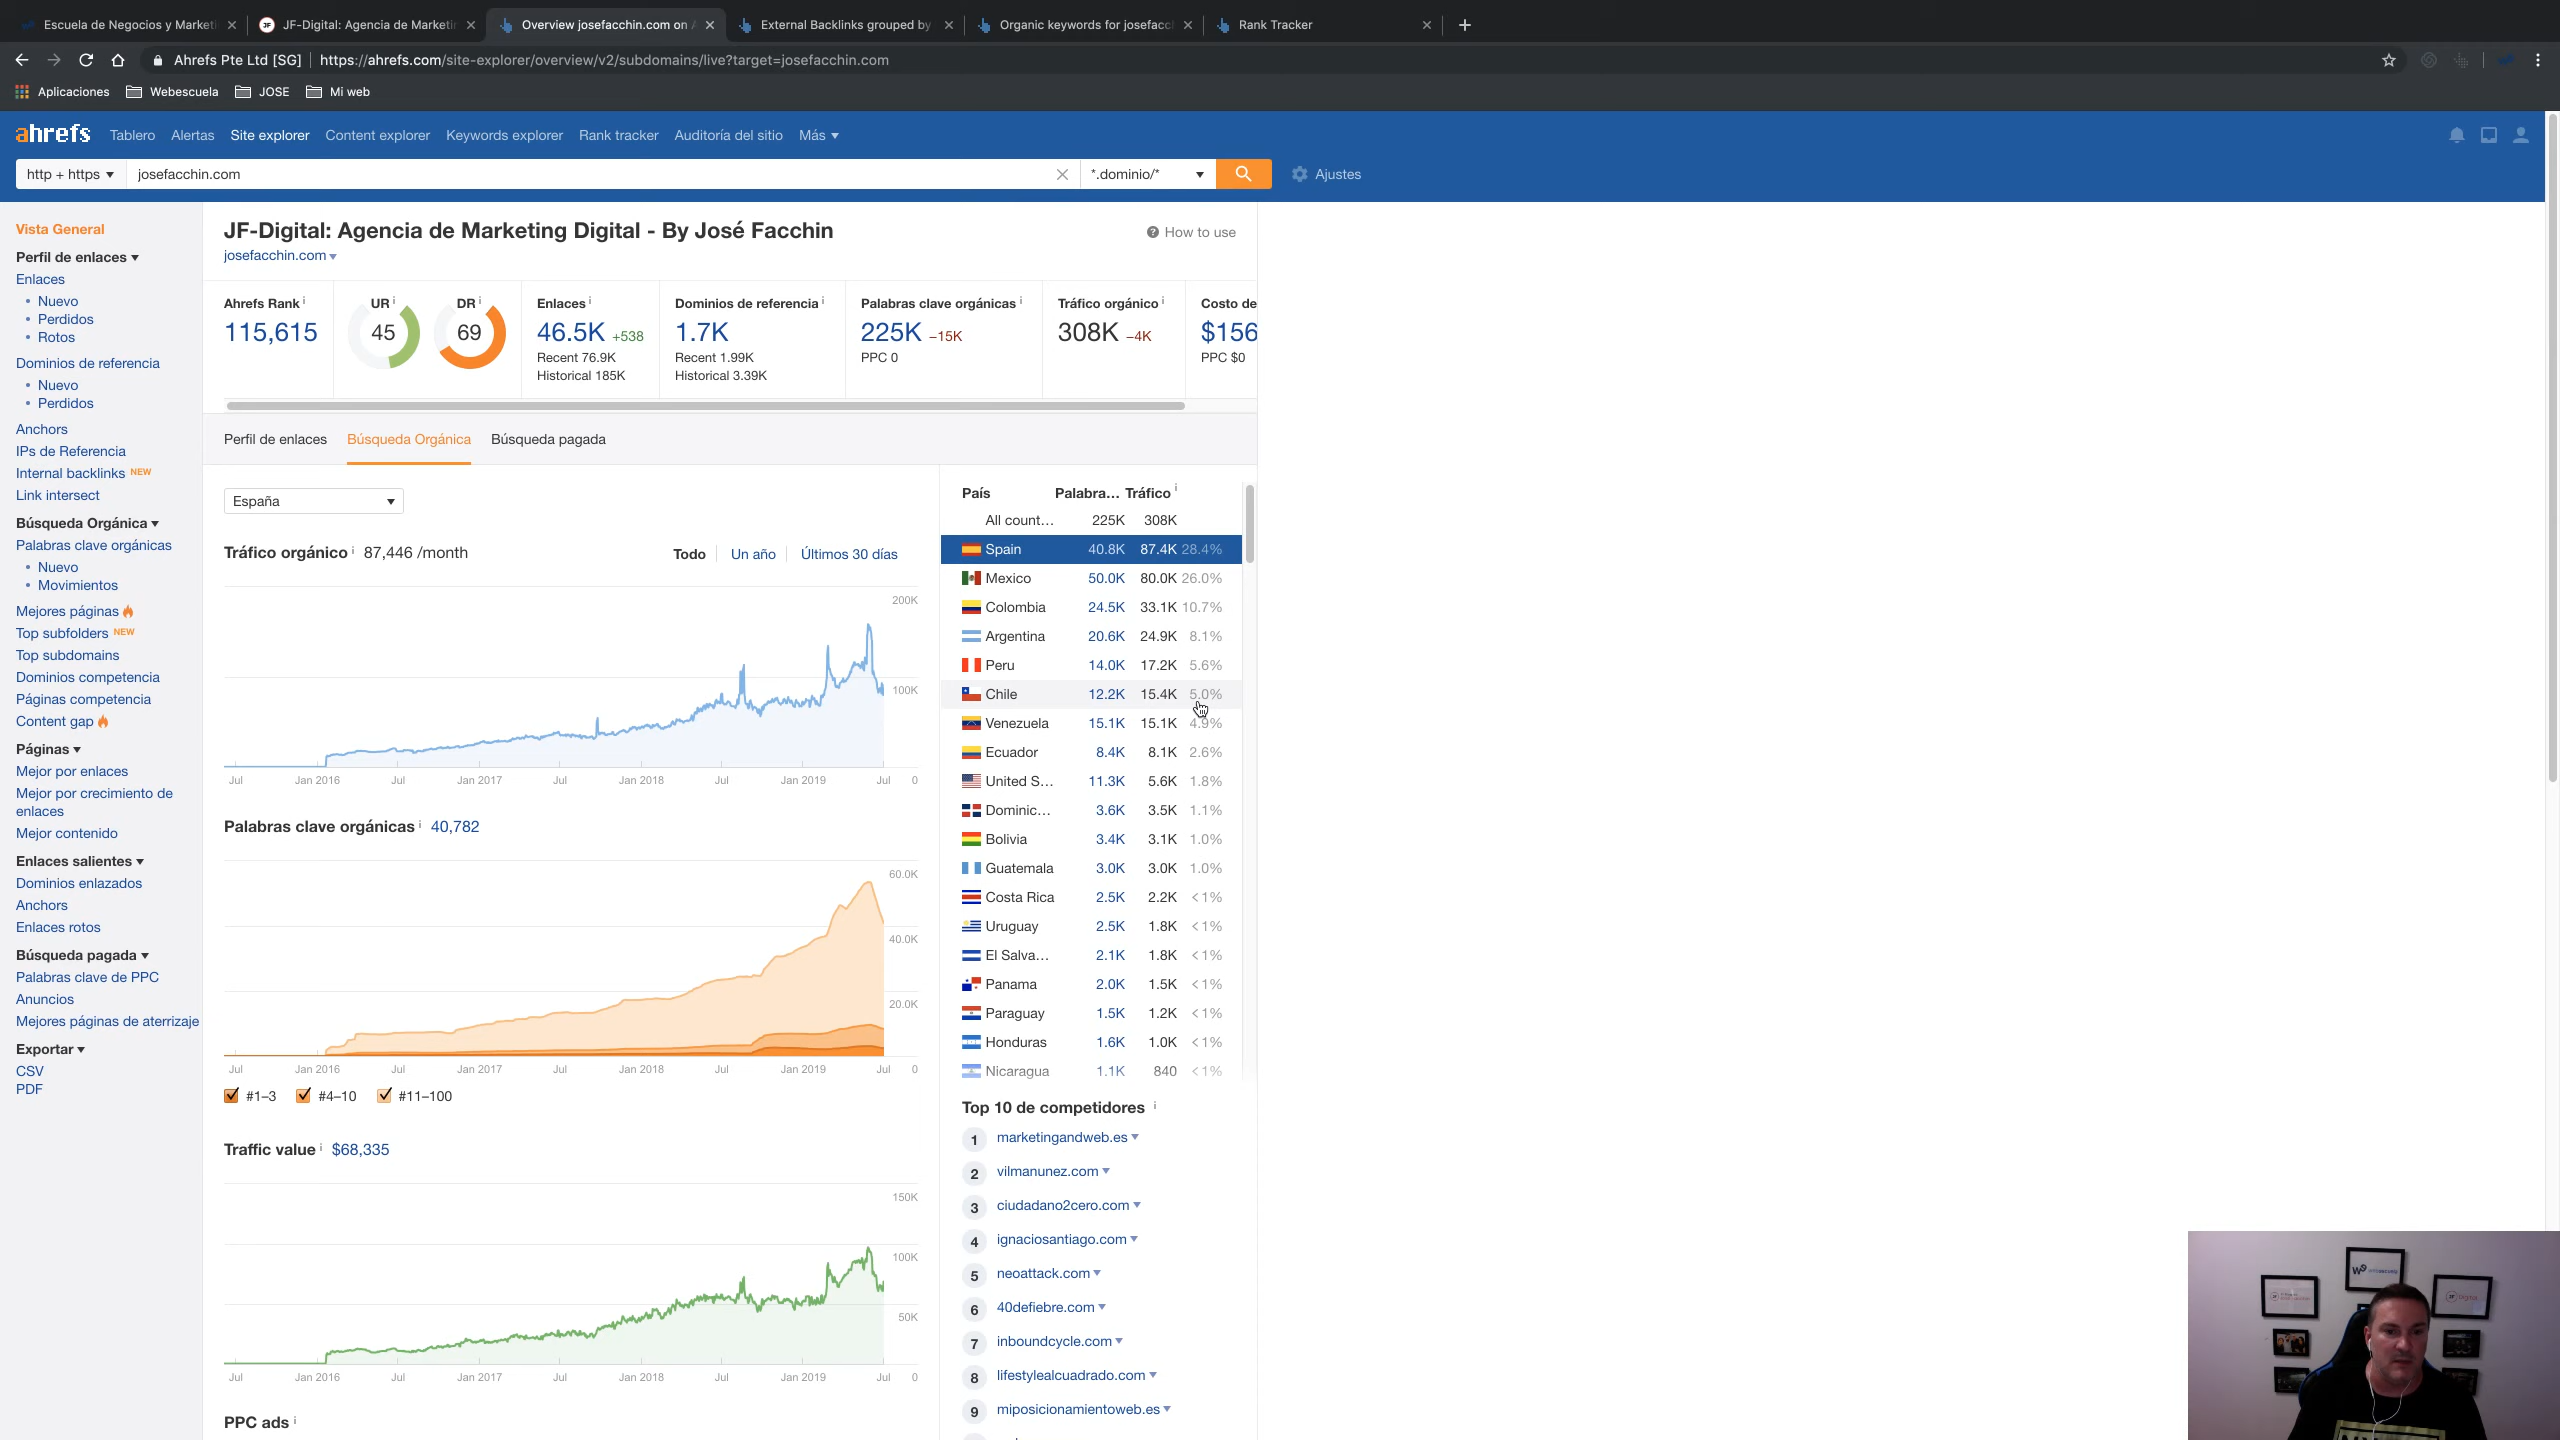 Escuela de Negocios y Marketi
JF-Digital: Agencia de Marketin
Overview josefacchin.com on A
External Backlinks grouped by
Organic keywords for josefacc
Rank Tracker
Ahrefs Pte Ltd [SG]
https://ahrefs.com/site-explorer/overview/v2/subdomains/live?target=josefacchin.com
Aplicaciones
Webescuela
JOSE
Mi web
ahrefs
Tablero
Alertas
Site explorer
Content explorer
Keywords explorer
Rank tracker
Auditoría del sitio
Más
http + https
josefacchin.com
*.dominio/*
Ajustes
Vista General
Perfil de enlaces
Enlaces
• Nuevo
• Perdidos
• Rotos
Dominios de referencia
• Nuevo
• Perdidos
Anchors
IPs de Referencia
Internal backlinks NEW
Link intersect
Búsqueda Orgánica
Palabras clave orgánicas
• Nuevo
• Movimientos
Mejores páginas
Top subfolders NEW
Top subdomains
Dominios competencia
Páginas competencia
Content gap
Páginas
Mejor por enlaces
Mejor por crecimiento de
enlaces
Mejor contenido
Enlaces salientes
Dominios enlazados
Anchors
Enlaces rotos
Búsqueda pagada
Palabras clave de PPC
Anuncios
Mejores páginas de aterrizaje
Exportar
CSV
PDF
JF-Digital: Agencia de Marketing Digital - By José Facchin
How to use
josefacchin.com
Ahrefs Rank i
115,615
UR i
45
DR i
69
Enlaces i
46.5K +538
Recent 76.9K
Historical 185K
Dominios de referencia i
1.7K
Recent 1.99K
Historical 3.39K
Palabras clave orgánicas i
225K −15K
PPC 0
Tráfico orgánico i
308K −4K
Costo de
$156
PPC $0
Perfil de enlaces
Búsqueda Orgánica
Búsqueda pagada
España
Tráfico orgánico i 87,446 /month
Todo
Un año
Últimos 30 días
200K
100K
Jul Jan 2016 Jul Jan 2017 Jul Jan 2018 Jul Jan 2019 Jul 0
Palabras clave orgánicas i 40,782
60.0K
40.0K
20.0K
Jul Jan 2016 Jul Jan 2017 Jul Jan 2018 Jul Jan 2019 Jul 0
#1–3 #4–10 #11–100
Traffic value i $68,335
150K
100K
50K
Jul Jan 2016 Jul Jan 2017 Jul Jan 2018 Jul Jan 2019 Jul 0
PPC ads i
País Palabra... Tráfico i
All count... 225K 308K
Spain 40.8K 87.4K 28.4%
Mexico 50.0K 80.0K 26.0%
Colombia 24.5K 33.1K 10.7%
Argentina 20.6K 24.9K 8.1%
Peru 14.0K 17.2K 5.6%
Chile 12.2K 15.4K 5.0%
Venezuela 15.1K 15.1K 4.9%
Ecuador 8.4K 8.1K 2.6%
United S... 11.3K 5.6K 1.8%
Dominic... 3.6K 3.5K 1.1%
Bolivia 3.4K 3.1K 1.0%
Guatemala 3.0K 3.0K 1.0%
Costa Rica 2.5K 2.2K <1%
Uruguay 2.5K 1.8K <1%
El Salva... 2.1K 1.8K <1%
Panama 2.0K 1.5K <1%
Paraguay 1.5K 1.2K <1%
Honduras 1.6K 1.0K <1%
Nicaragua 1.1K 840 <1%
Top 10 de competidores i
1 marketingandweb.es
2 vilmanunez.com
3 ciudadano2cero.com
4 ignaciosantiago.com
5 neoattack.com
6 40defiebre.com
7 inboundcycle.com
8 lifestylealcuadrado.com
9 miposicionamientoweb.es